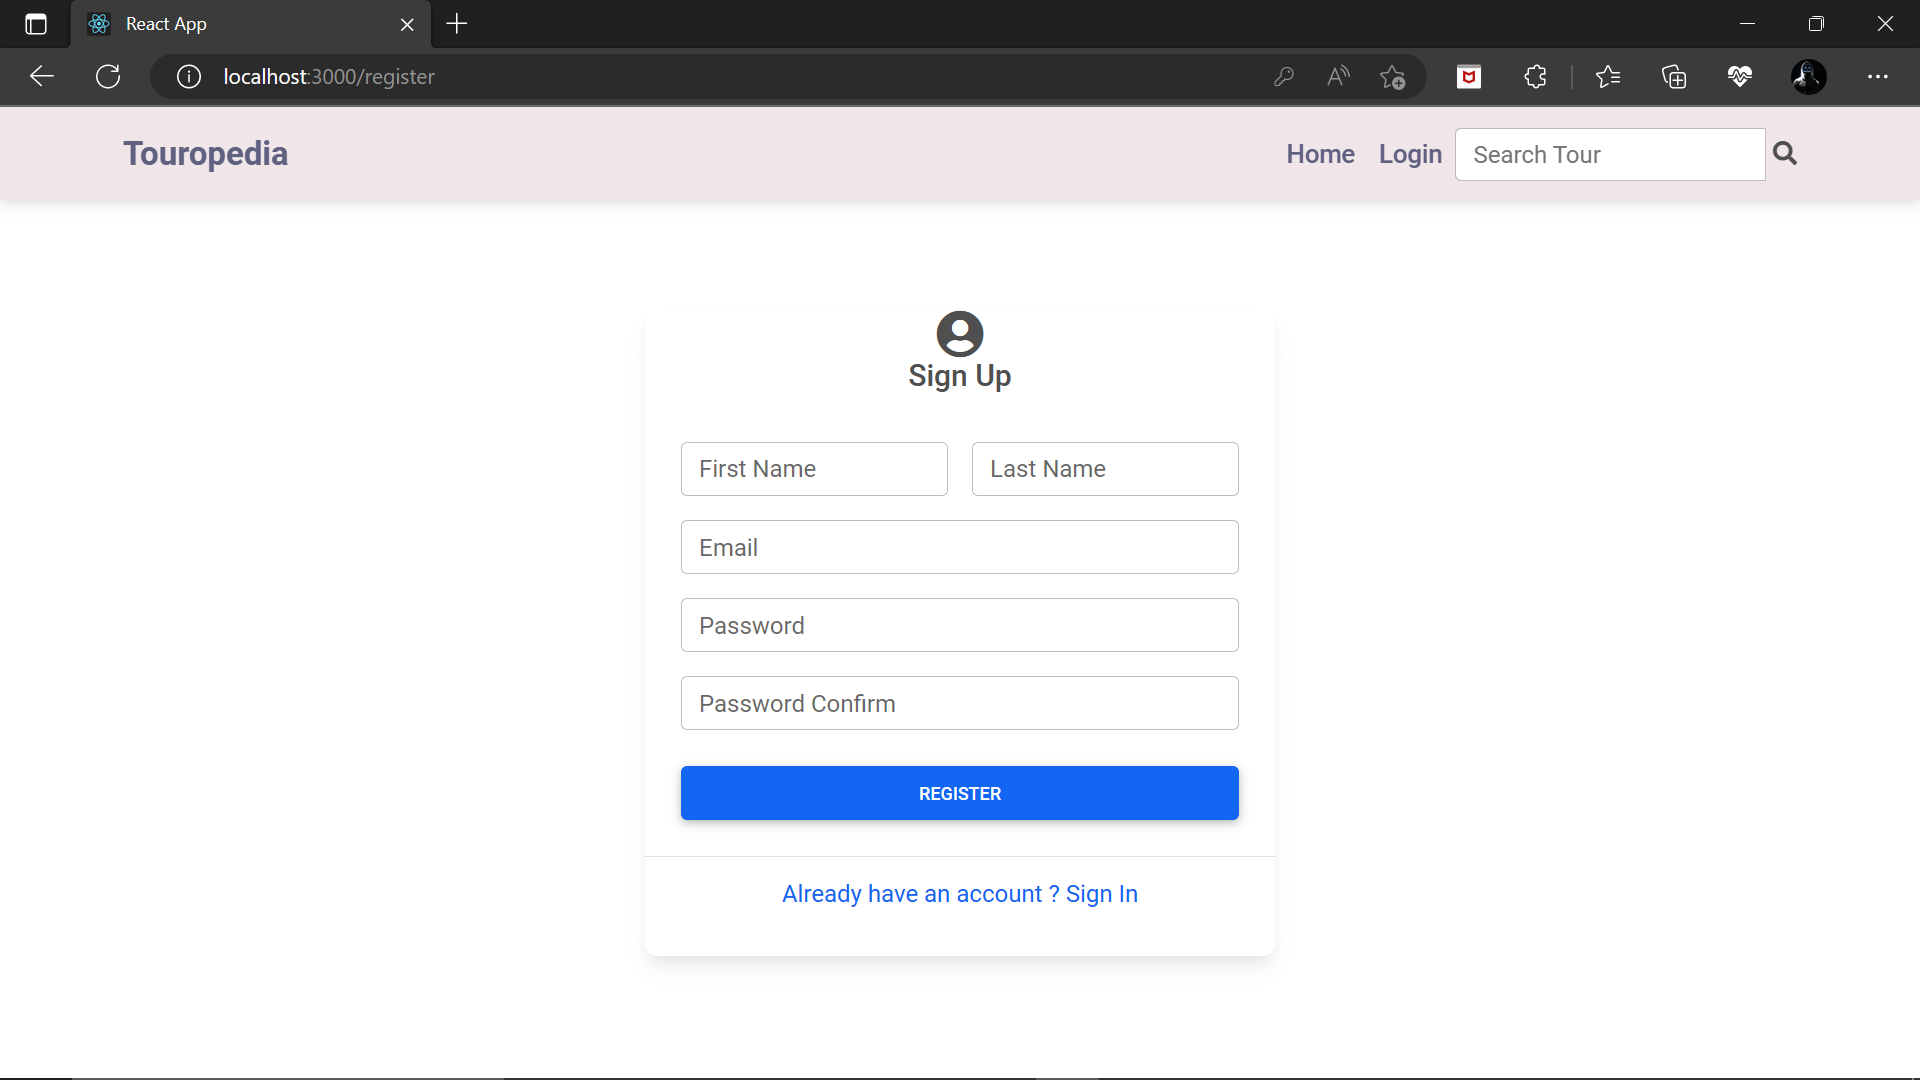 React App
localhost:3000/register
Touropedia
Home Login Search Tour
Sign Up
First Name Last Name
Email
Password
Password Confirm
REGISTER
Already have an account ? Sign In